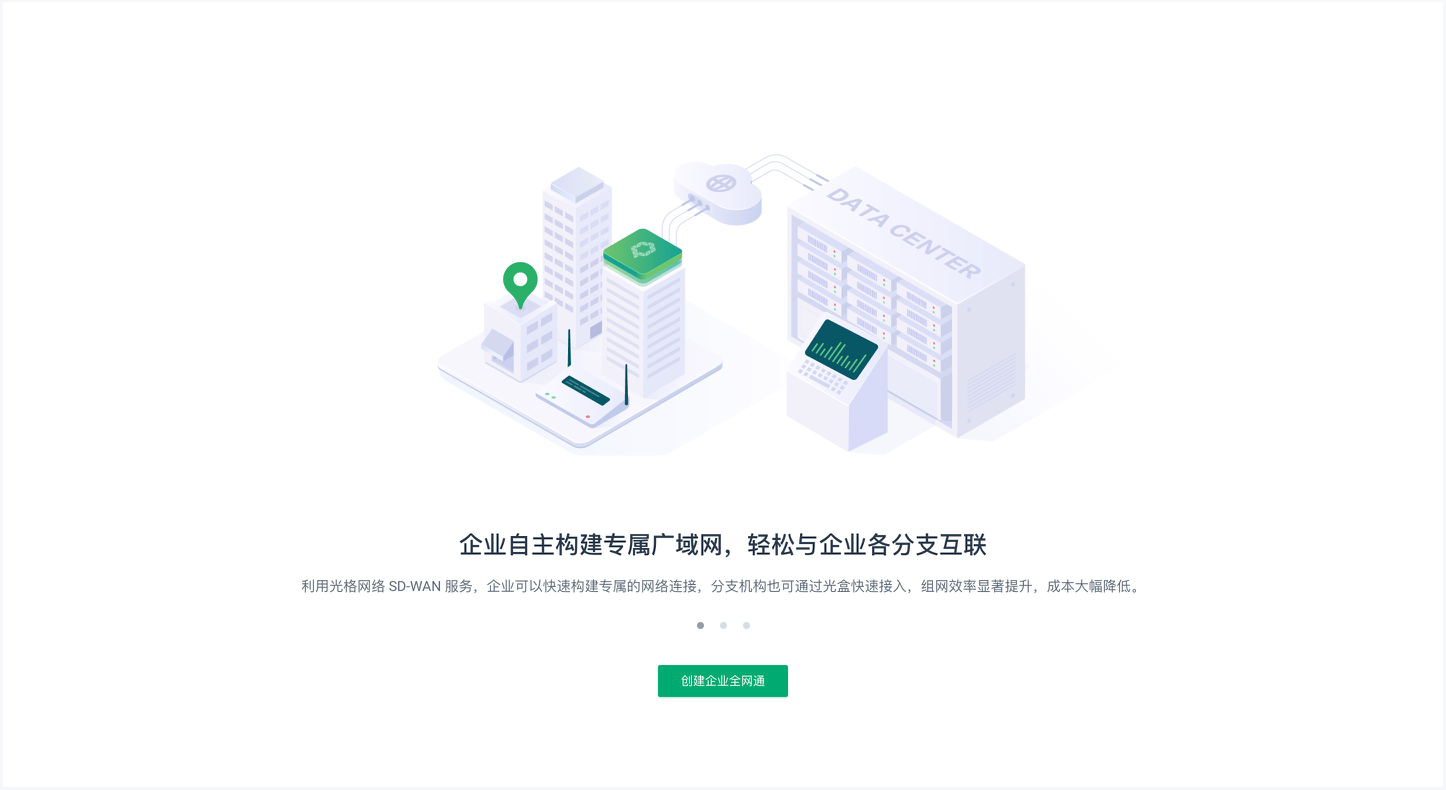 DATA CENTER
企业自主构建专属广域网，轻松与企业各分支互联
利用光格网络 SD-WAN 服务，企业可以快速构建专属的网络连接，分支机构也可通过光盒快速接入，组网效率显著提升，成本大幅降低。
创建企业全网通